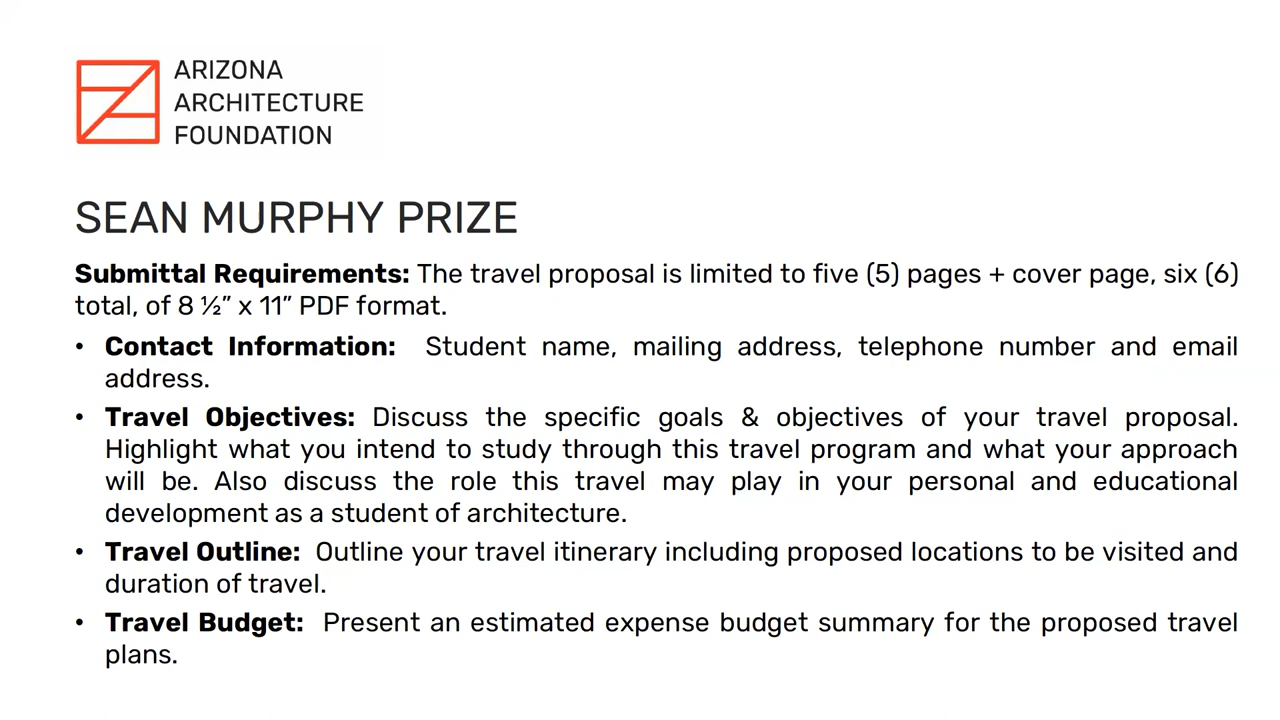 ARIZONA
ARCHITECTURE
FOUNDATION
SEAN MURPHY PRIZE
Submittal Requirements: The travel proposal is limited to five (5) pages + cover page, six (6)
total, of 8 ½” x 11” PDF format.
• Contact Information: Student name, mailing address, telephone number and email
address.
• Travel Objectives: Discuss the specific goals & objectives of your travel proposal.
Highlight what you intend to study through this travel program and what your approach
will be. Also discuss the role this travel may play in your personal and educational
development as a student of architecture.
• Travel Outline: Outline your travel itinerary including proposed locations to be visited and
duration of travel.
• Travel Budget: Present an estimated expense budget summary for the proposed travel
plans.